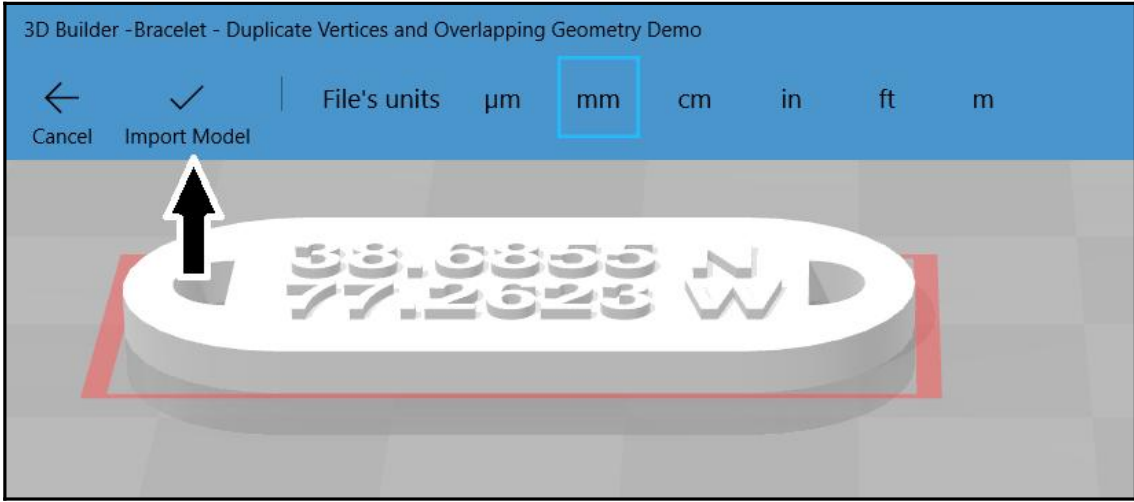 3D Builder -Bracelet - Duplicate Vertices and Overlapping Geometry Demo
File's units µm mm cm in ft m
Cancel Import Model
38.6855 N
77.2623 W